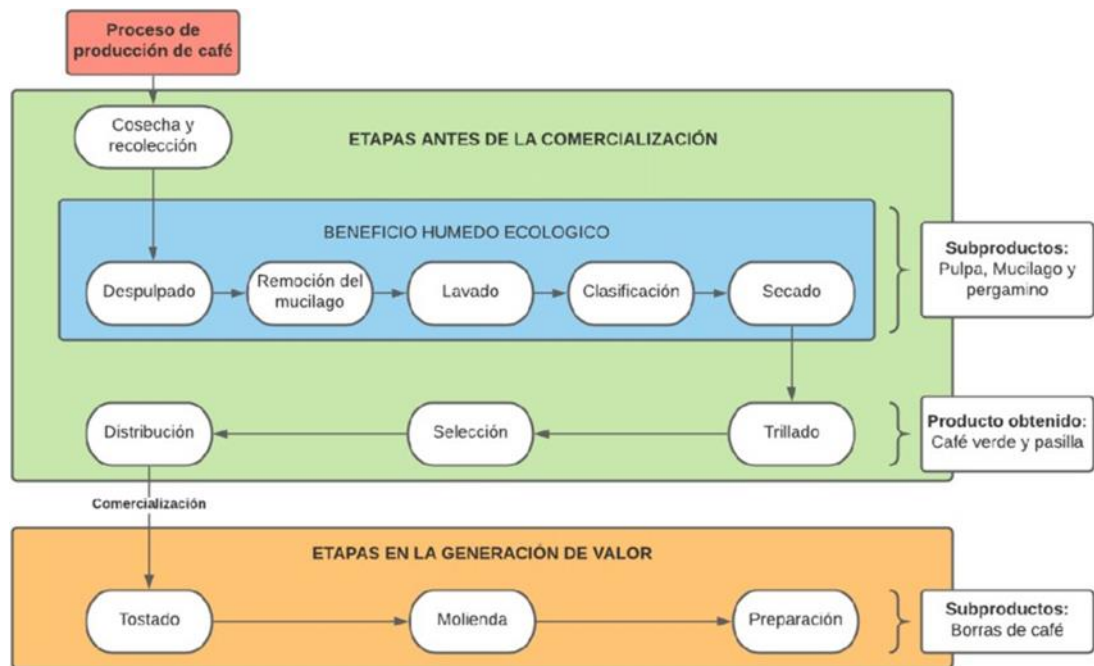 Proceso de
producción de café
Cosecha y
recolección
ETAPAS ANTES DE LA COMERCIALIZACIÓN
BENEFICIO HUMEDO ECOLOGICO
Despulpado
Remoción del
mucilago
Lavado
Clasificación
Secado
Subproductos:
Pulpa, Mucilago y
pergamino
Distribución
Selección
Trillado
Producto obtenido:
Café verde y pasilla
Comercialización
ETAPAS EN LA GENERACIÓN DE VALOR
Tostado
Molienda
Preparación
Subproductos:
Borras de café